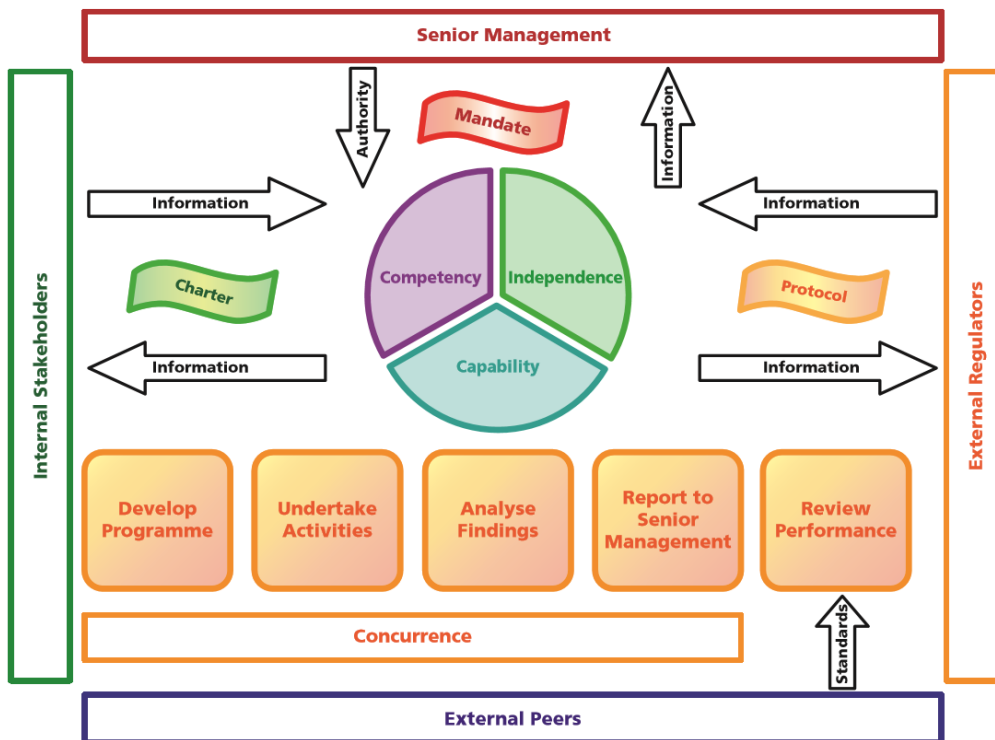 Senior Management
Authority
Mandate
Information
Information
Information
Competency
Independence
Charter
Protocol
Information
Capability
Information
Internal Stakeholders
External Regulators
Develop
Programme
Undertake
Activities
Analyse
Findings
Report to
Senior
Management
Review
Performance
Concurrence
Standards
External Peers